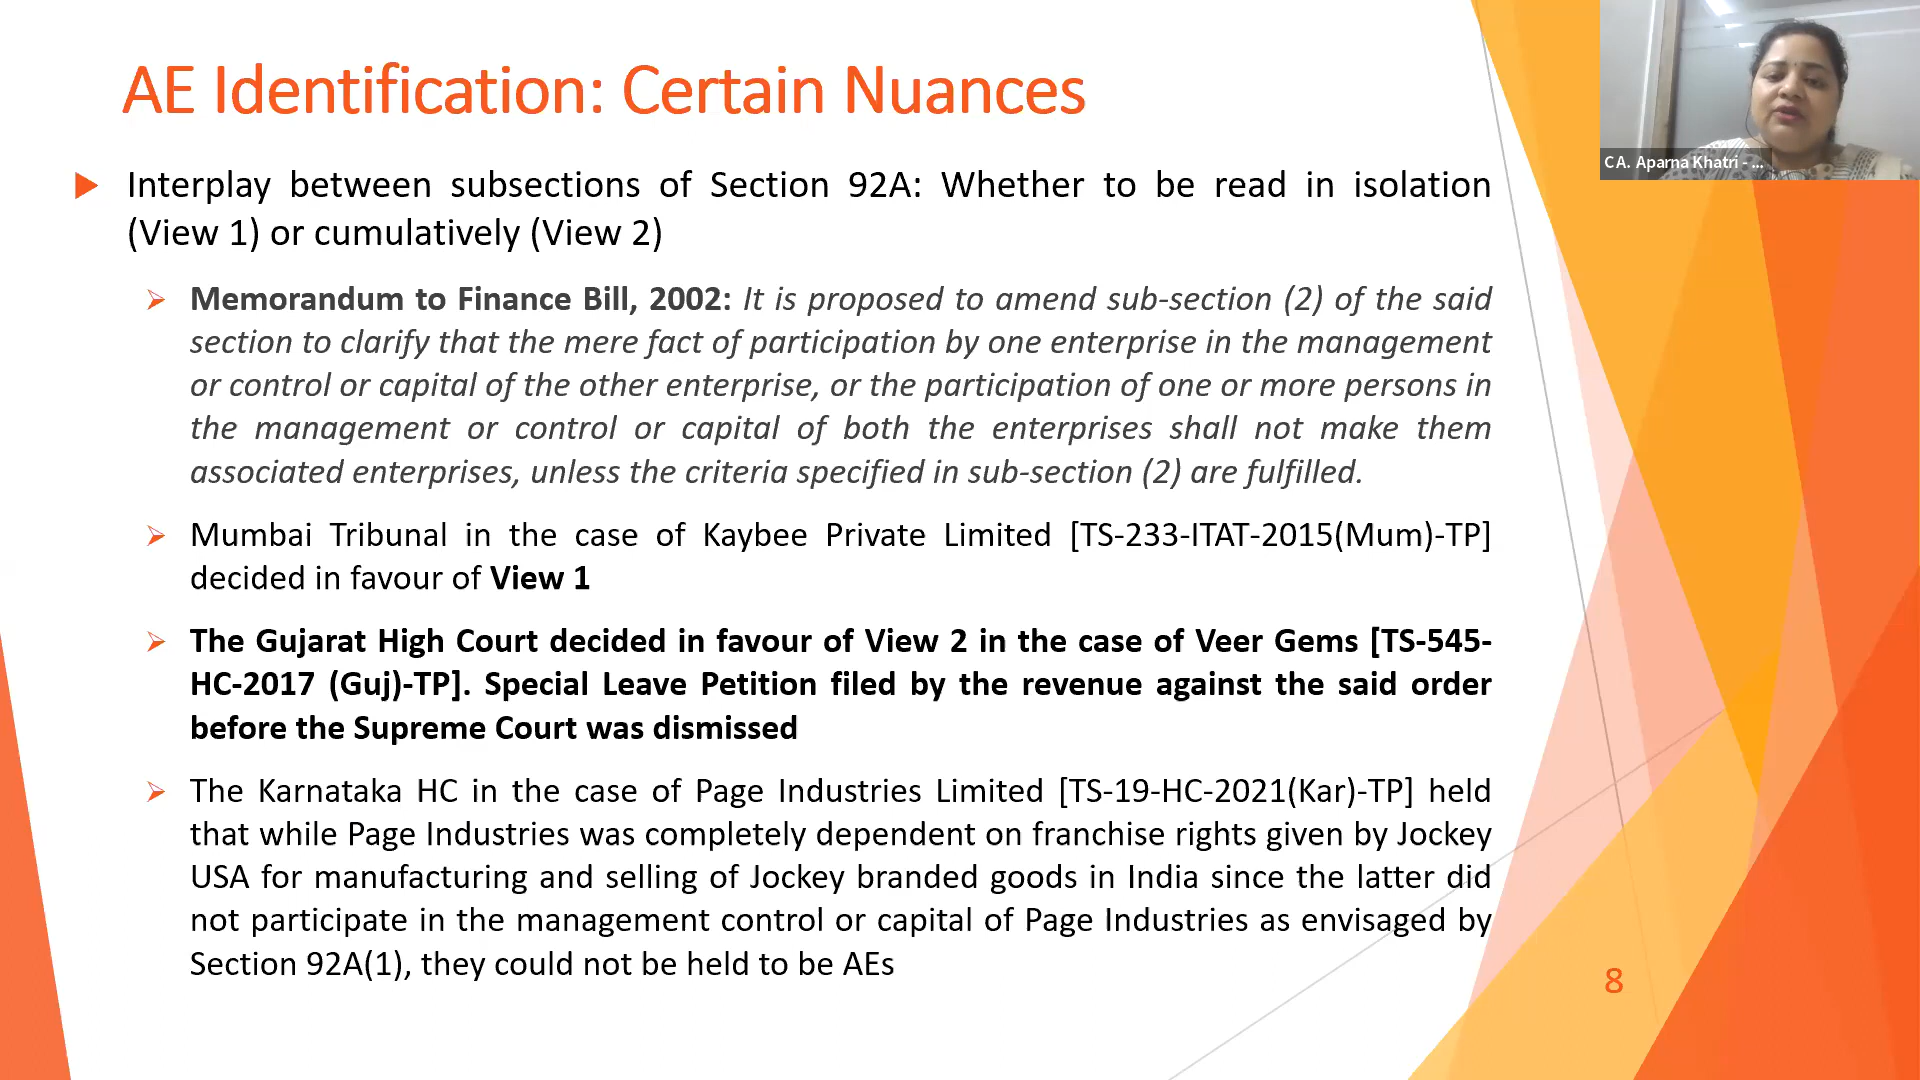 AE Identification: Certain Nuances
CA. Aparna Khatri - ...
Interplay between subsections of Section 92A: Whether to be read in isolation
(View 1) or cumulatively (View 2)
Memorandum to Finance Bill, 2002: It is proposed to amend sub-section (2) of the said
section to clarify that the mere fact of participation by one enterprise in the management
or control or capital of the other enterprise, or the participation of one or more persons in
the management or control or capital of both the enterprises shall not make them
associated enterprises, unless the criteria specified in sub-section (2) are fulfilled.
Mumbai Tribunal in the case of Kaybee Private Limited [TS-233-ITAT-2015(Mum)-TP]
decided in favour of View 1
The Gujarat High Court decided in favour of View 2 in the case of Veer Gems [TS-545-
HC-2017 (Guj)-TP]. Special Leave Petition filed by the revenue against the said order
before the Supreme Court was dismissed
The Karnataka HC in the case of Page Industries Limited [TS-19-HC-2021(Kar)-TP] held
that while Page Industries was completely dependent on franchise rights given by Jockey
USA for manufacturing and selling of Jockey branded goods in India since the latter did
not participate in the management control or capital of Page Industries as envisaged by
Section 92A(1), they could not be held to be AEs
8